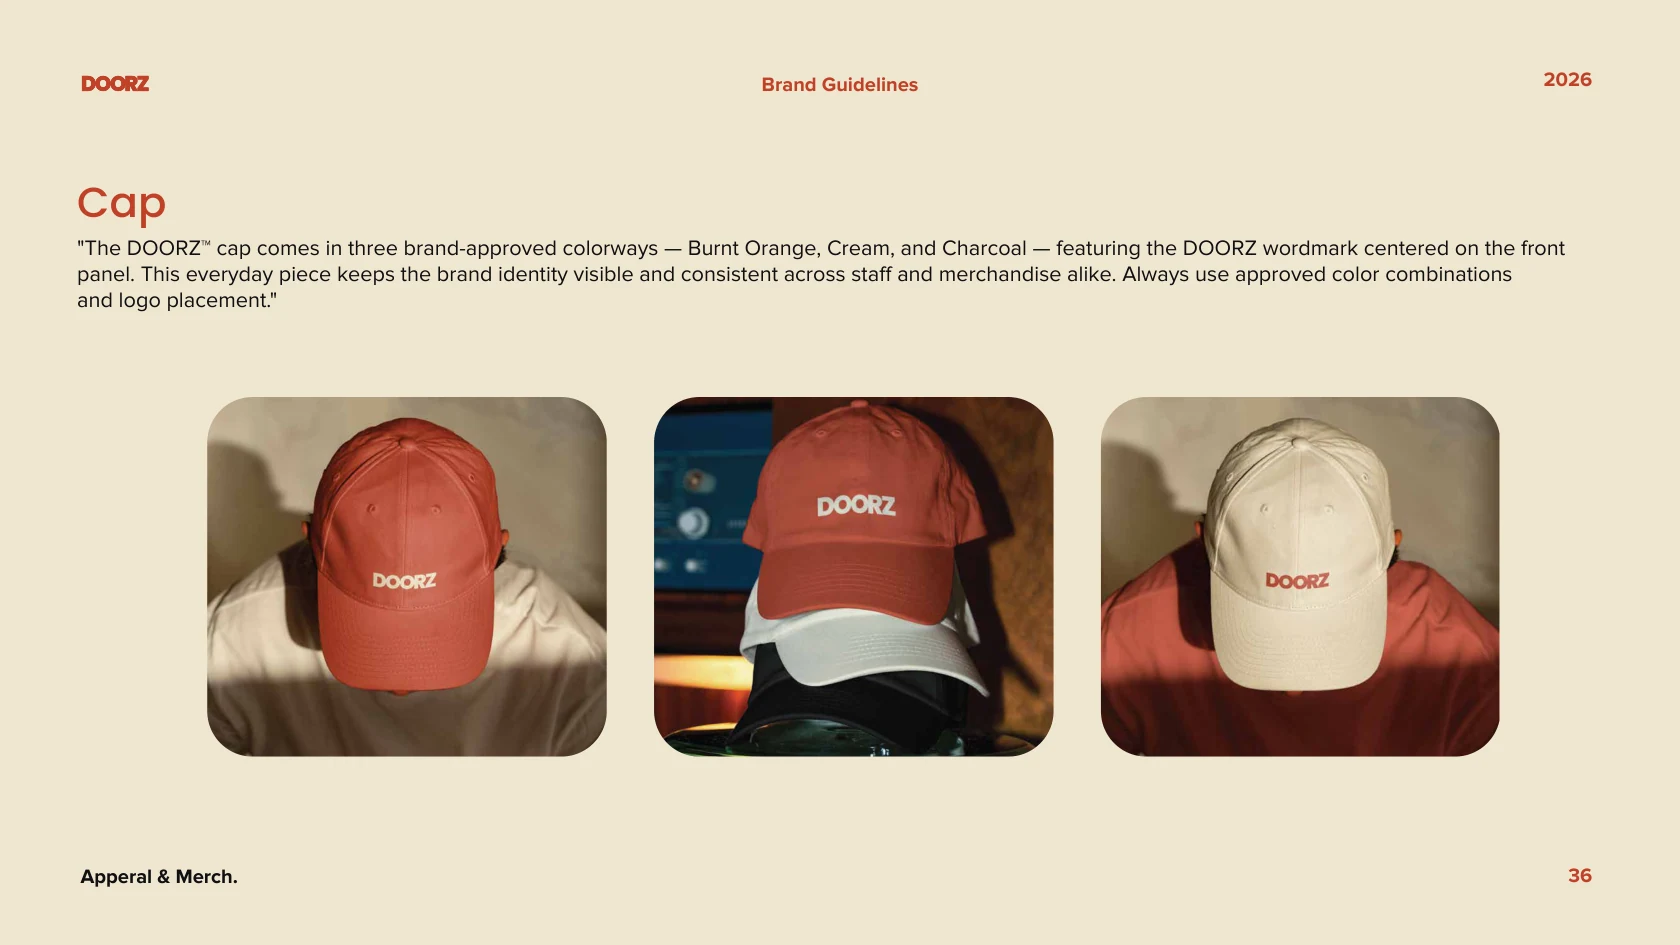 DOORZ
Brand Guidelines
2026
Cap
"The DOORZ™ cap comes in three brand-approved colorways — Burnt Orange, Cream, and Charcoal — featuring the DOORZ wordmark centered on the front
panel. This everyday piece keeps the brand identity visible and consistent across staff and merchandise alike. Always use approved color combinations
and logo placement."
DOORZ
DOORZ
DOORZ
Apperal & Merch.
36